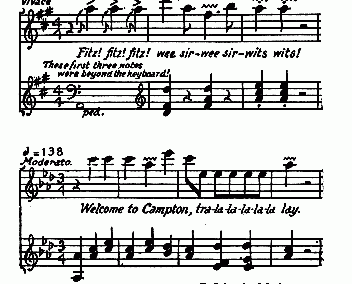 Vivace
Fitz! fitz! fitz! wee sir-wee sir-wits wits!
These first three notes
were beyond the keyboard!
ped.
=138
Moderato.
Welcome to Campton, tra-la-la-la-la-la lay.